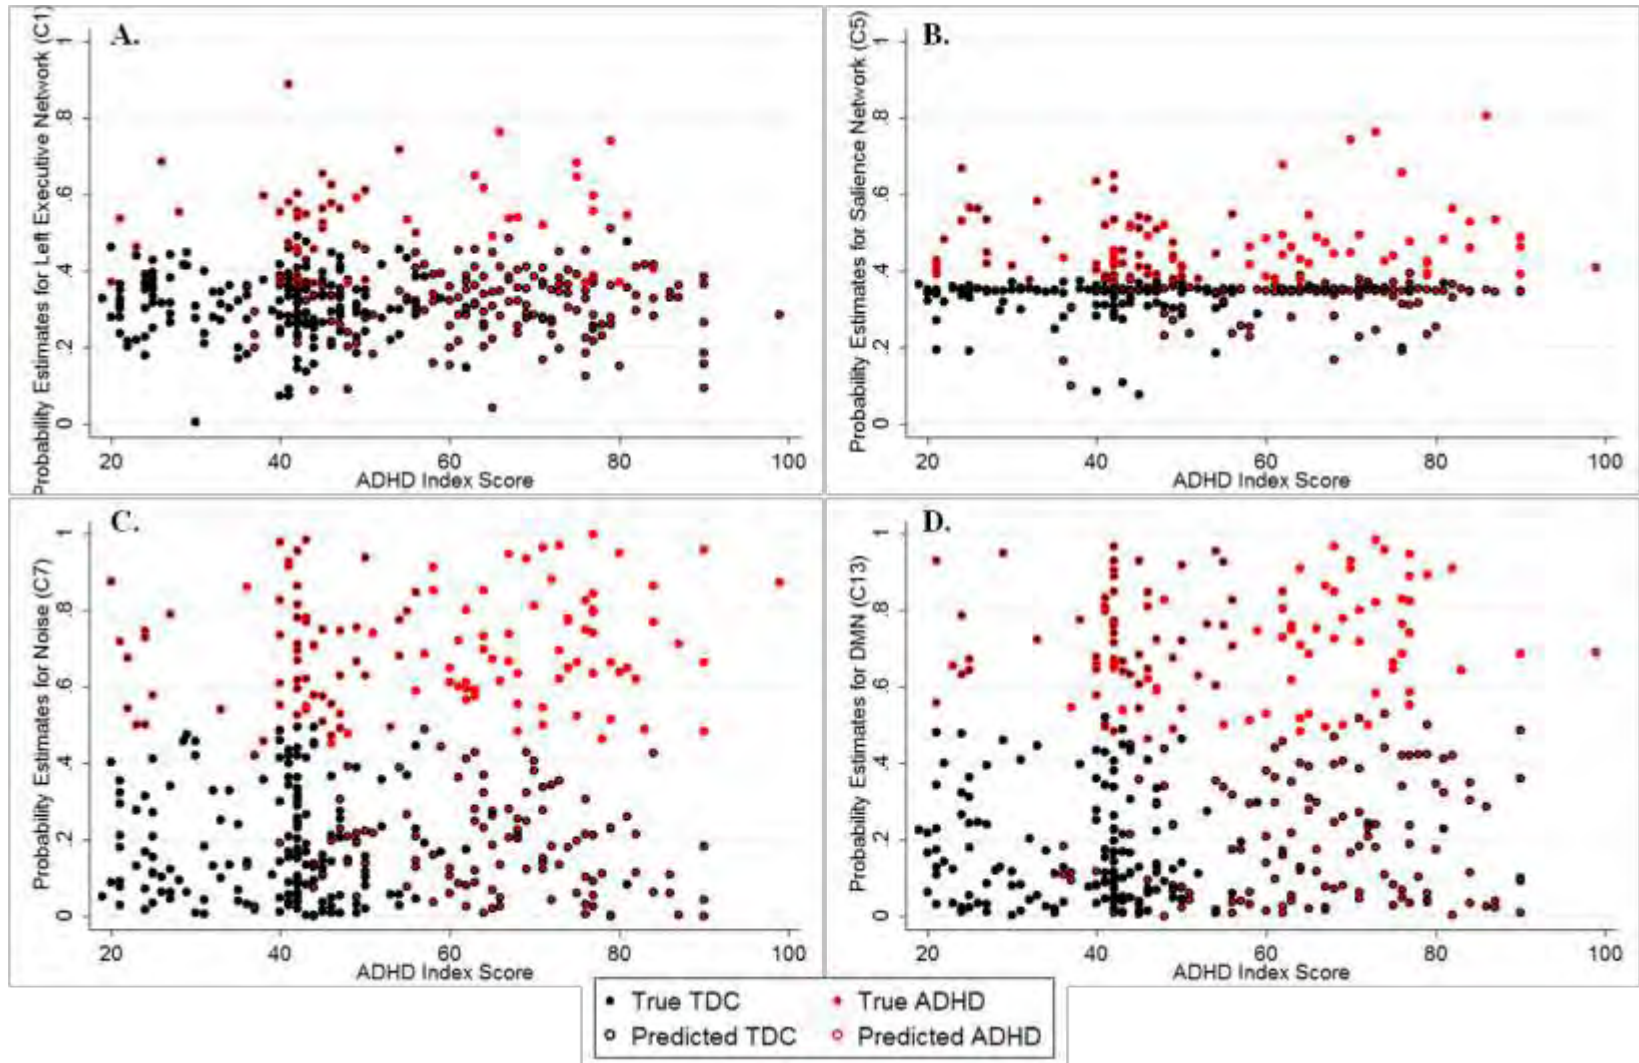 A.
Probability Estimates for Left Executive Network (C1)
1
.8
.6
.4
.2
0
20 40 60 80 100
ADHD Index Score
B.
Probability Estimates for Salience Network (C5)
1
.8
.6
.4
.2
0
20 40 60 80 100
ADHD Index Score
C.
Probability Estimates for Noise (C7)
1
.8
.6
.4
.2
0
20 40 60 80 100
ADHD Index Score
D.
Probability Estimates for DMN (C13)
1
.8
.6
.4
.2
0
20 40 60 80 100
ADHD Index Score
True TDC True ADHD
Predicted TDC Predicted ADHD